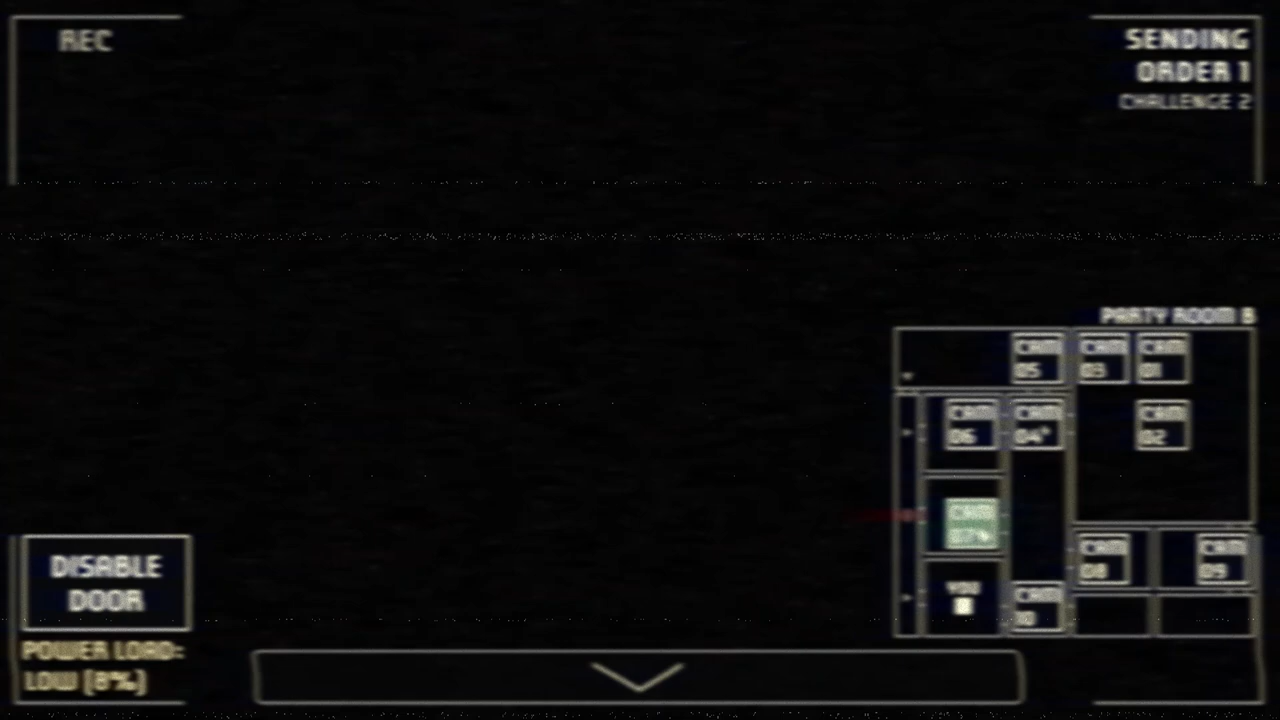 REC
SENDING
ORDER 1
CHALLENGE 2
PARTY ROOM B
CAM
05
CAM
03
CAM
01
CAM
06
CAM
04*
CAM
02
CAM
07*
CAM
08
CAM
09
YOU
CAM
10
DISABLE
DOOR
POWER LOAD:
LOW (8%)